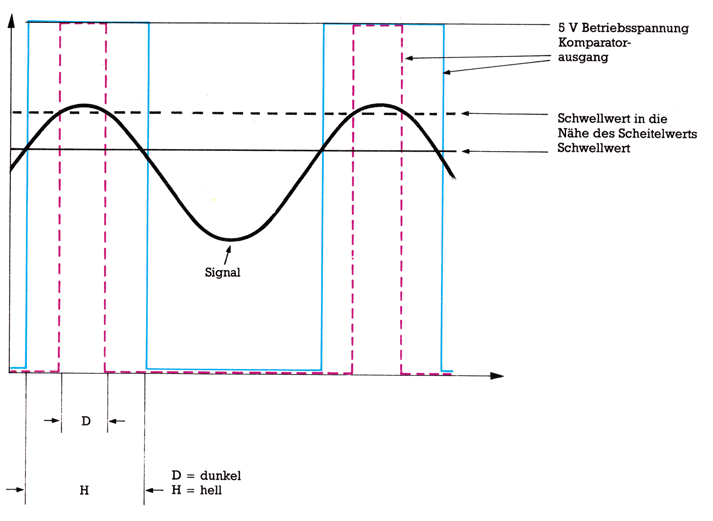 5 V Betriebsspannung
Komparator-
ausgang
Schwellwert in die
Nähe des Scheitelwerts
Schwellwert
Signal
D
D = dunkel
H
H = hell